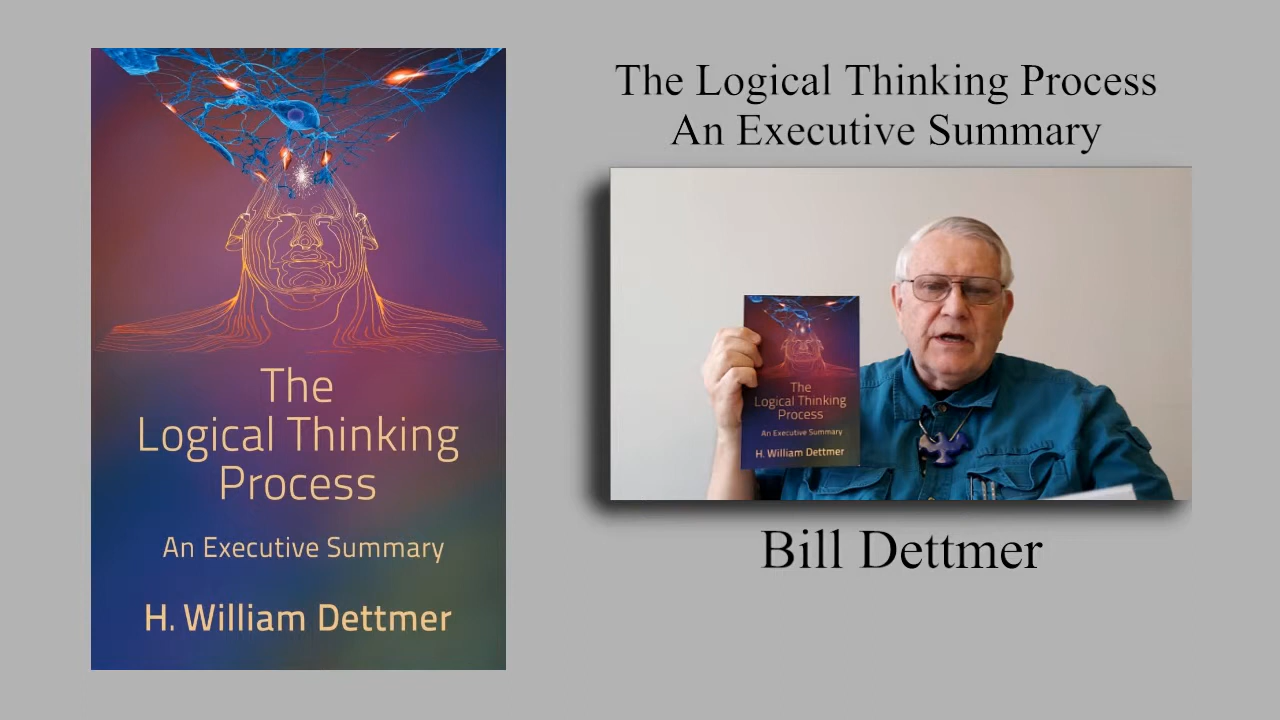 The
Logical Thinking
Process
An Executive Summary
H. William Dettmer
The Logical Thinking Process
An Executive Summary
The
Logical Thinking
Process
An Executive Summary
H. William Dettmer
Bill Dettmer